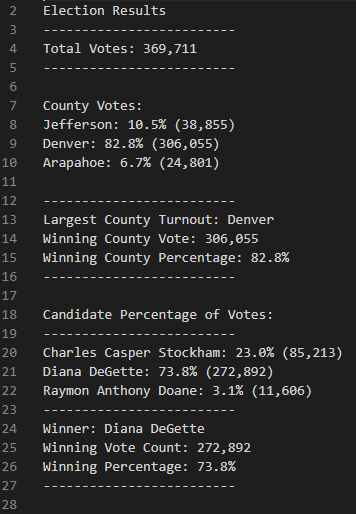 2 Election Results
3 -------------------------
4 Total Votes: 369,711
5 -------------------------
6
7 County Votes:
8 Jefferson: 10.5% (38,855)
9 Denver: 82.8% (306,055)
10 Arapahoe: 6.7% (24,801)
11
12 -------------------------
13 Largest County Turnout: Denver
14 Winning County Vote: 306,055
15 Winning County Percentage: 82.8%
16 -------------------------
17
18 Candidate Percentage of Votes:
19 -------------------------
20 Charles Casper Stockham: 23.0% (85,213)
21 Diana DeGette: 73.8% (272,892)
22 Raymon Anthony Doane: 3.1% (11,606)
23 -------------------------
24 Winner: Diana DeGette
25 Winning Vote Count: 272,892
26 Winning Percentage: 73.8%
27 -------------------------
28